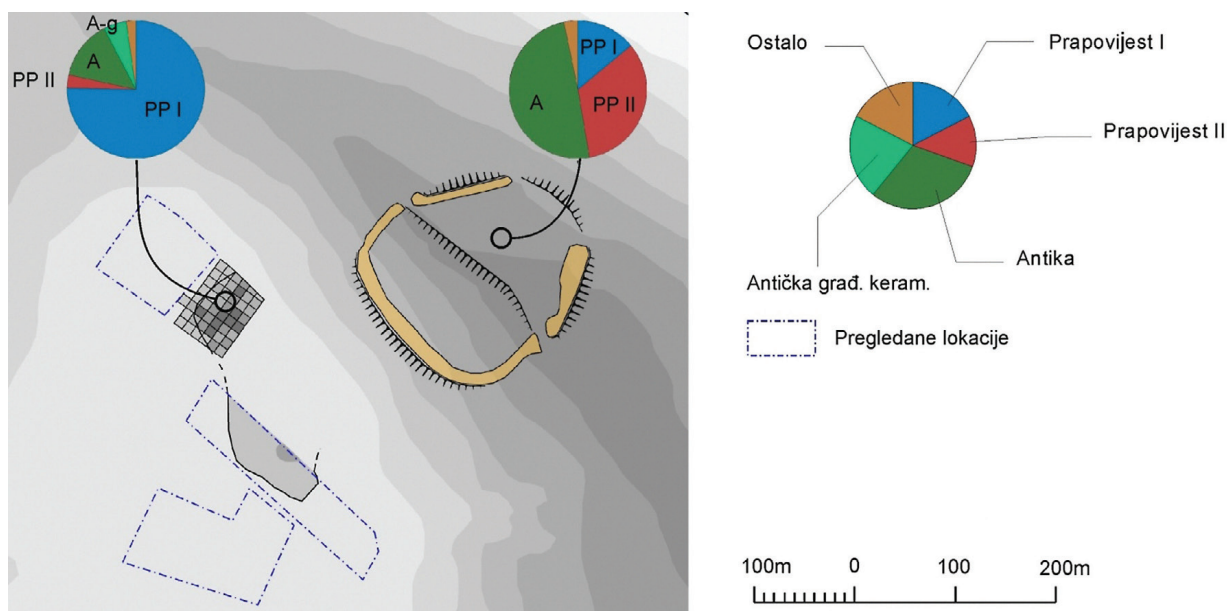 A-g
A
PP II
PP I
PP I
A
PP II
Ostalo
Prapovijest I
Prapovijest II
Antika
Antička građ. keram.
Pregledane lokacije
100m 0 100 200m